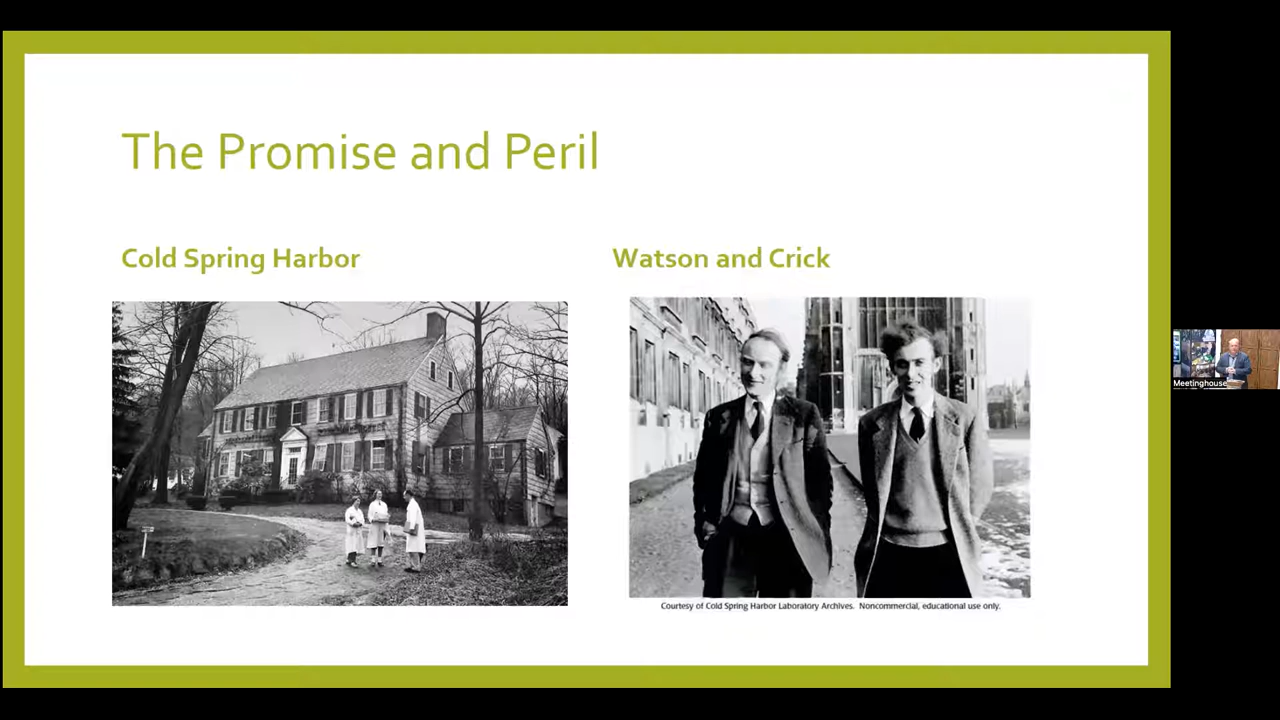 The Promise and Peril
Cold Spring Harbor
Watson and Crick
Courtesy of Cold Spring Harbor Laboratory Archives. Noncommercial, educational use only.
Meetinghouse